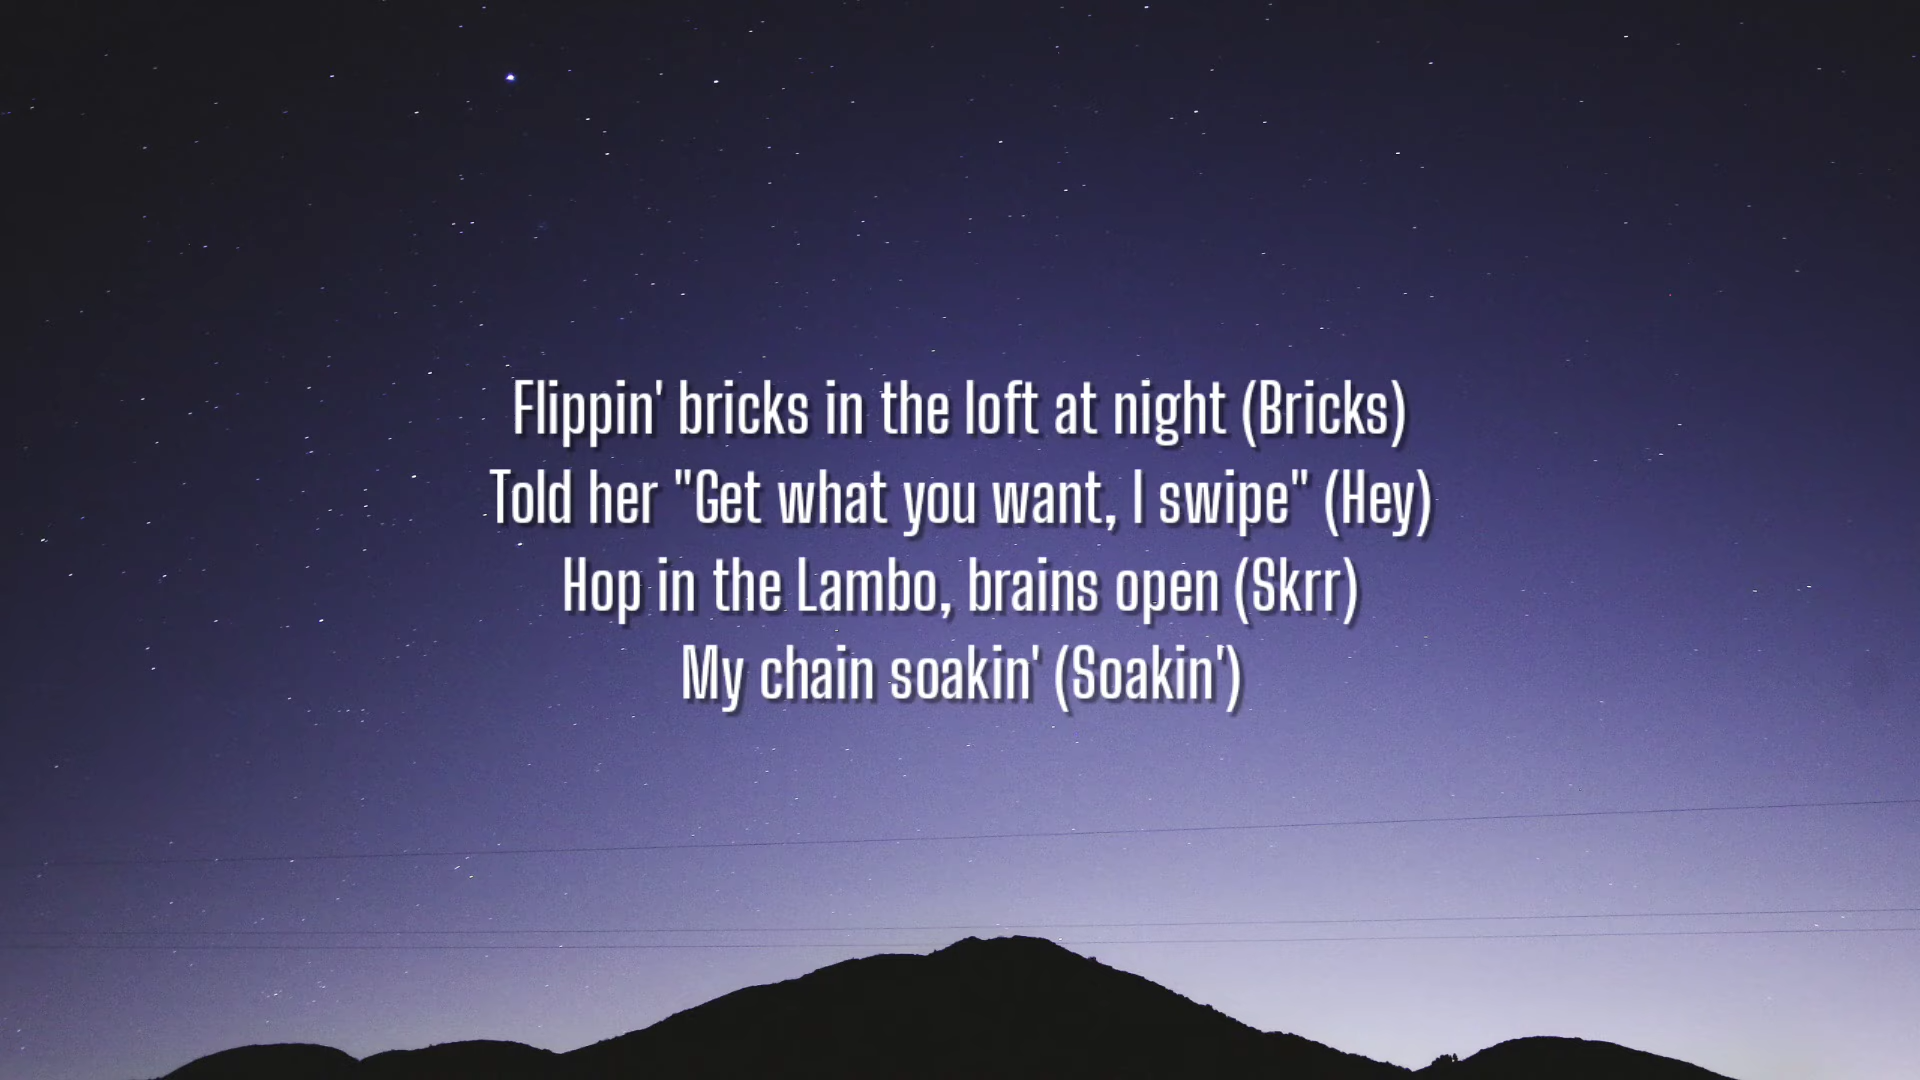 Flippin' bricks in the loft at night (Bricks)
Told her "Get what you want, I swipe" (Hey)
Hop in the Lambo, brains open (Skrr)
My chain soakin' (Soakin')